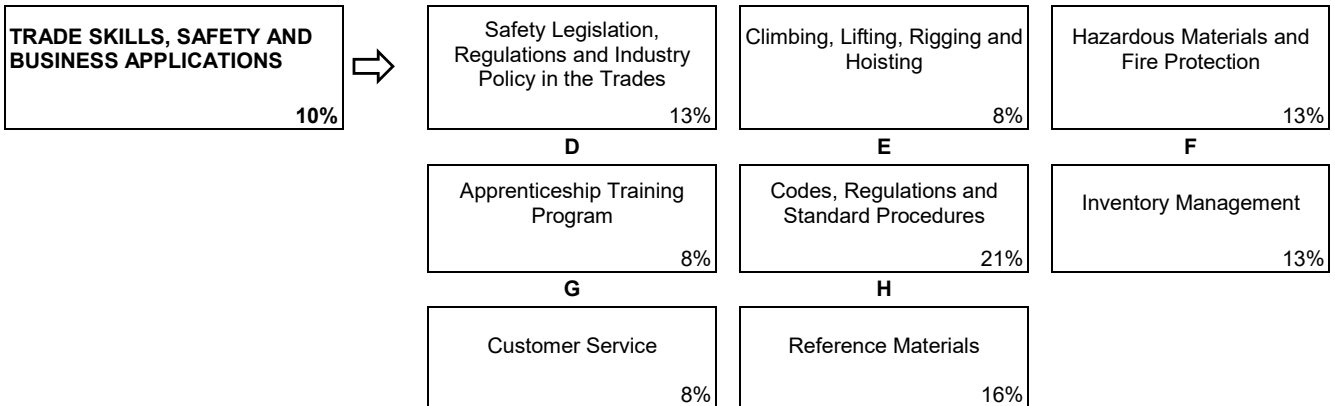 TRADE SKILLS, SAFETY AND
BUSINESS APPLICATIONS
10%
Safety Legislation,
Regulations and Industry
Policy in the Trades
13%
Climbing, Lifting, Rigging and
Hoisting
8%
Hazardous Materials and
Fire Protection
13%
D
E
F
Apprenticeship Training
Program
8%
Codes, Regulations and
Standard Procedures
21%
Inventory Management
13%
G
H
Customer Service
8%
Reference Materials
16%